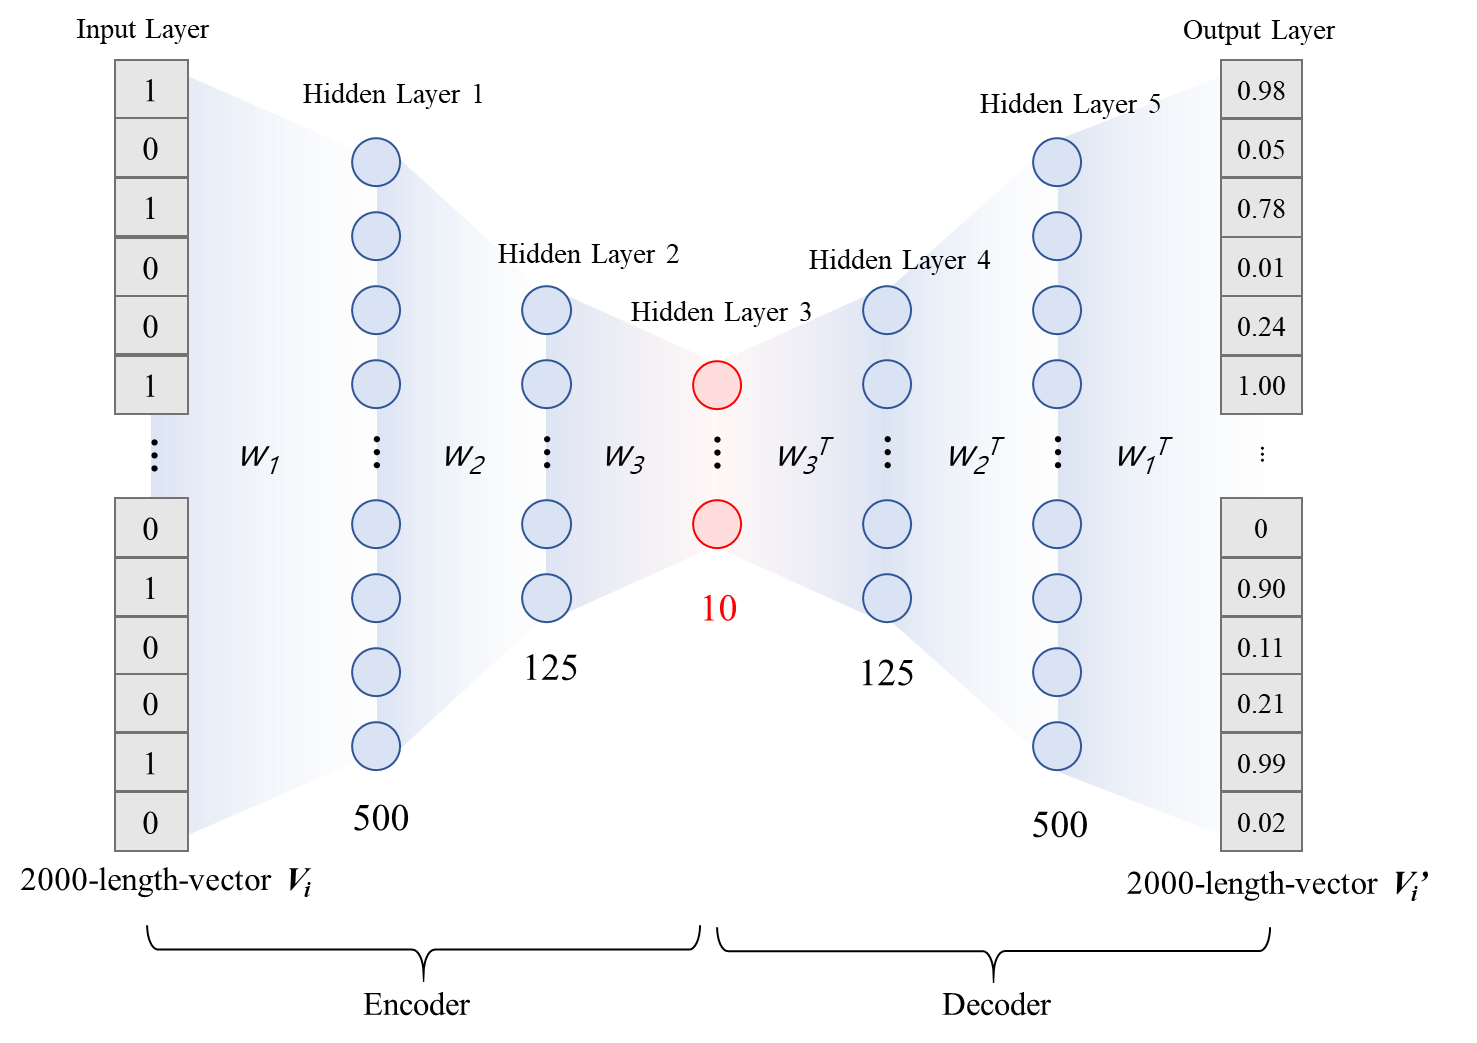 Input Layer
Output Layer
Hidden Layer 1
Hidden Layer 5
Hidden Layer 2
Hidden Layer 4
Hidden Layer 3
1
0
1
0
0
1
⋮
0
1
0
0
1
0
w1
w2
w3
w3^T
w2^T
w1^T
0.98
0.05
0.78
0.01
0.24
1.00
⋮
0
0.90
0.11
0.21
0.99
0.02
500
125
10
125
500
2000-length-vector Vi
2000-length-vector Vi’
Encoder
Decoder